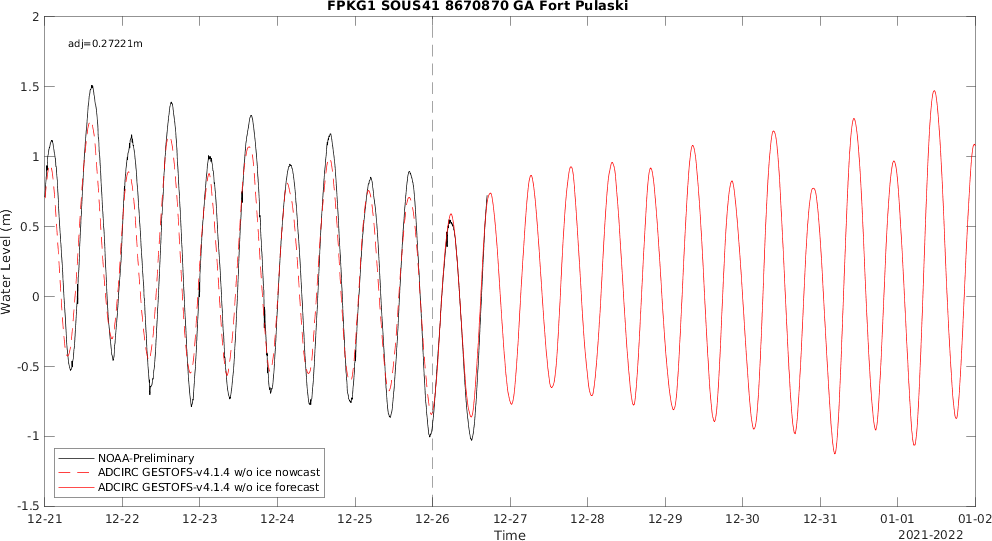 FPKG1 SOUS41 8670870 GA Fort Pulaski
adj=0.27221m
2
1.5
1
0.5
0
-0.5
-1
-1.5
Water Level (m)
NOAA-Preliminary
ADCIRC GESTOFS-v4.1.4 w/o ice nowcast
ADCIRC GESTOFS-v4.1.4 w/o ice forecast
12-21 12-22 12-23 12-24 12-25 12-26 12-27 12-28 12-29 12-30 12-31 01-01 01-02
Time
2021-2022